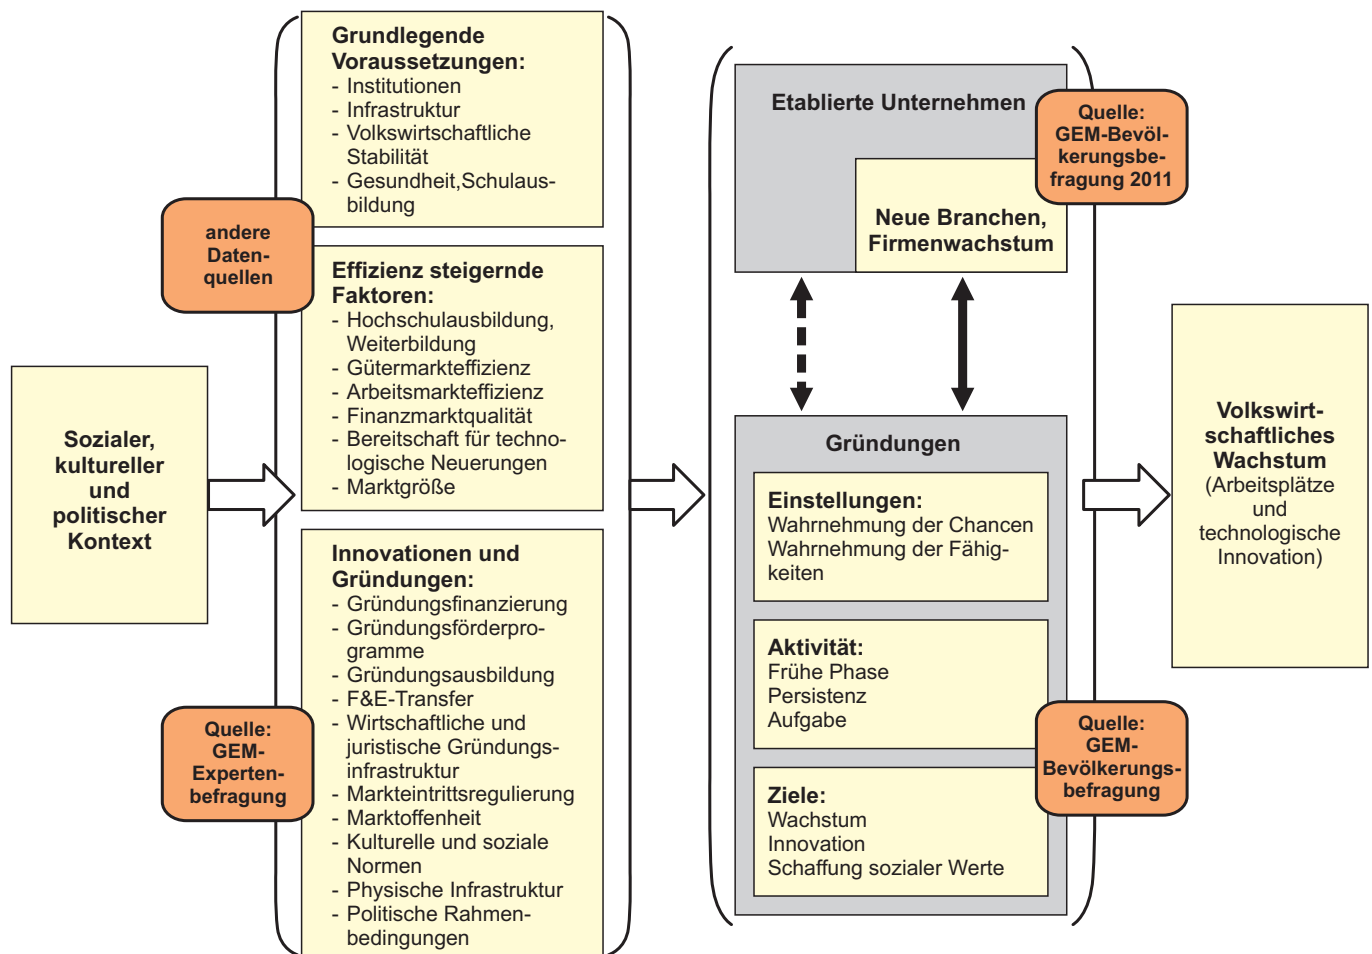 Sozialer,
kultureller
und
politischer
Kontext
andere
Daten-
quellen
Quelle:
GEM-
Experten-
befragung
Grundlegende
Voraussetzungen:
- Institutionen
- Infrastruktur
- Volkswirtschaftliche
Stabilität
- Gesundheit,Schulaus-
bildung
Effizienz steigernde
Faktoren:
- Hochschulausbildung,
Weiterbildung
- Gütermarkteffizienz
- Arbeitsmarkteffizienz
- Finanzmarktqualität
- Bereitschaft für techno-
logische Neuerungen
- Marktgröße
Innovationen und
Gründungen:
- Gründungsfinanzierung
- Gründungsförderpro-
gramme
- Gründungsausbildung
- F&E-Transfer
- Wirtschaftliche und
juristische Gründungs-
infrastruktur
- Markteintrittsregulierung
- Marktoffenheit
- Kulturelle und soziale
Normen
- Physische Infrastruktur
- Politische Rahmen-
bedingungen
Etablierte Unternehmen
Neue Branchen,
Firmenwachstum
Quelle:
GEM-Bevöl-
kerungsbe-
fragung 2011
Gründungen
Einstellungen:
Wahrnehmung der Chancen
Wahrnehmung der Fähig-
keiten
Aktivität:
Frühe Phase
Persistenz
Aufgabe
Ziele:
Wachstum
Innovation
Schaffung sozialer Werte
Quelle:
GEM-
Bevölkerungs-
befragung
Volkswirt-
schaftliches
Wachstum
(Arbeitsplätze
und
technologische
Innovation)